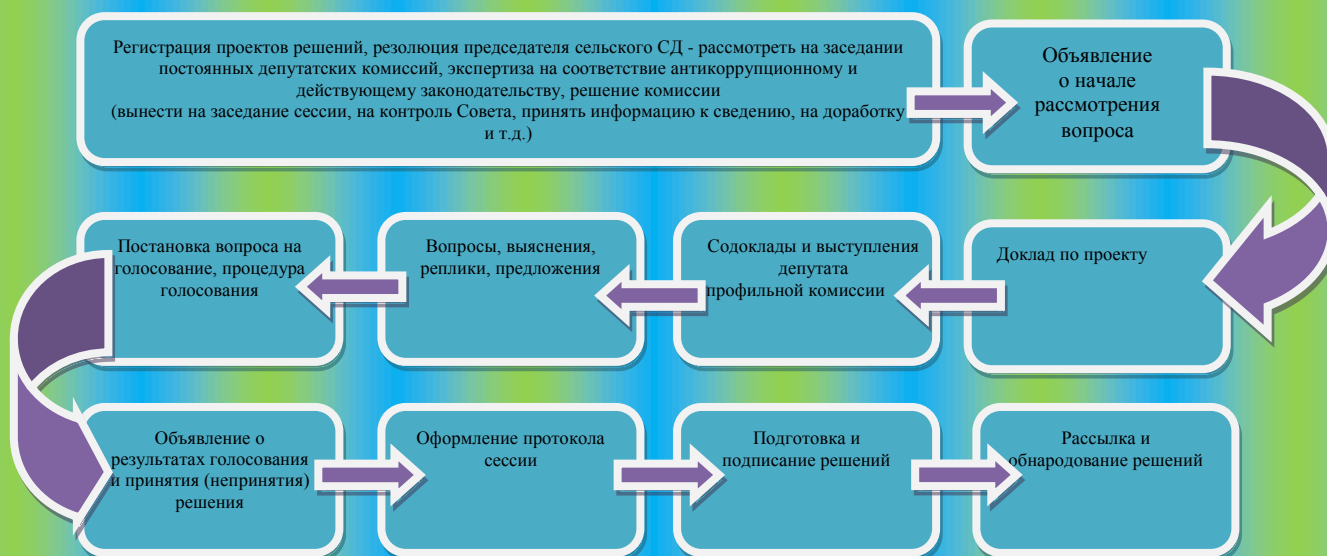 Регистрация проектов решений, резолюция председателя сельского СД - рассмотреть на заседании
постоянных депутатских комиссий, экспертиза на соответствие антикоррупционному и
действующему законодательству, решение комиссии
(вынести на заседание сессии, на контроль Совета, принять информацию к сведению, на доработку
и т.д.)
Объявление
о начале
рассмотрения
вопроса
Доклад по проекту
Содоклады и выступления
депутата
профильной комиссии
Вопросы, выяснения,
реплики, предложения
Постановка вопроса на
голосование, процедура
голосования
Объявление о
результатах голосования
и принятия (непринятия)
решения
Оформление протокола
сессии
Подготовка и
подписание решений
Рассылка и
обнародование решений